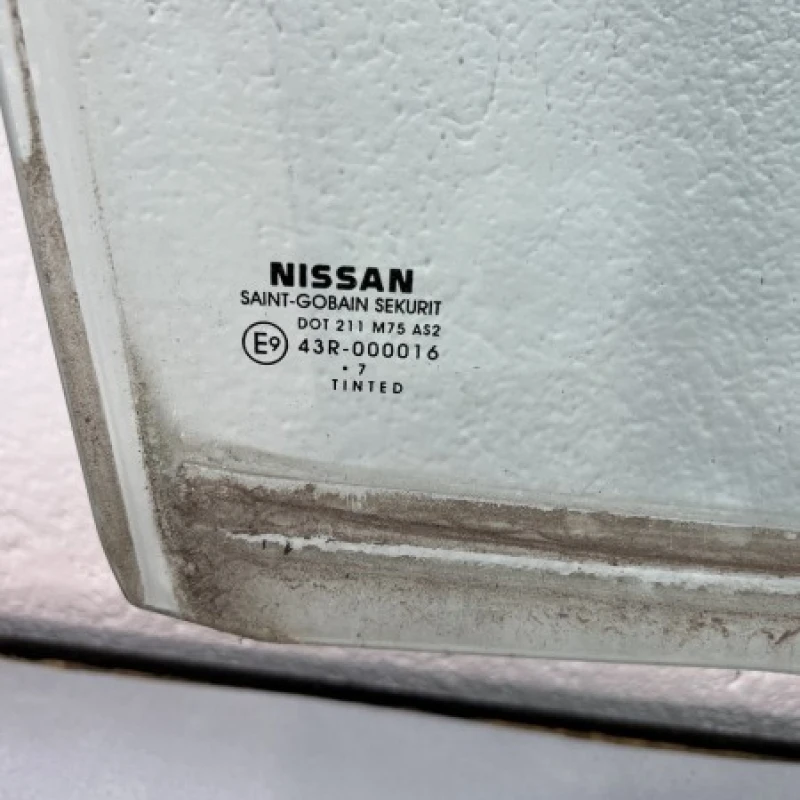 NISSAN
SAINT-GOBAIN SEKURIT
DOT 211 M75 AS2
E9 43R-000016
. 7
TINTED